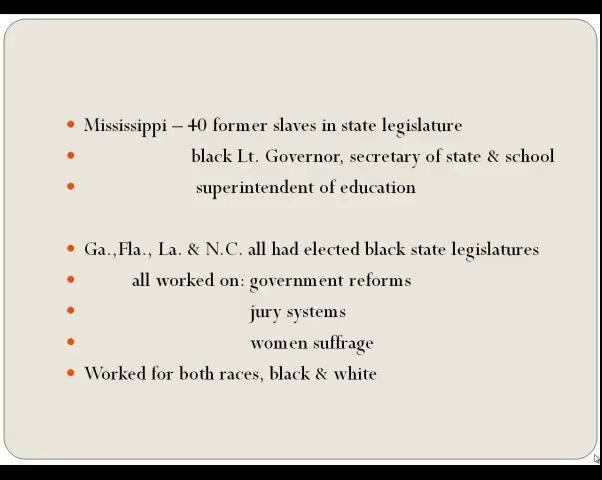 Mississippi – 40 former slaves in state legislature
black Lt. Governor, secretary of state & school
superintendent of education
Ga.,Fla., La. & N.C. all had elected black state legislatures
all worked on: government reforms
jury systems
women suffrage
Worked for both races, black & white